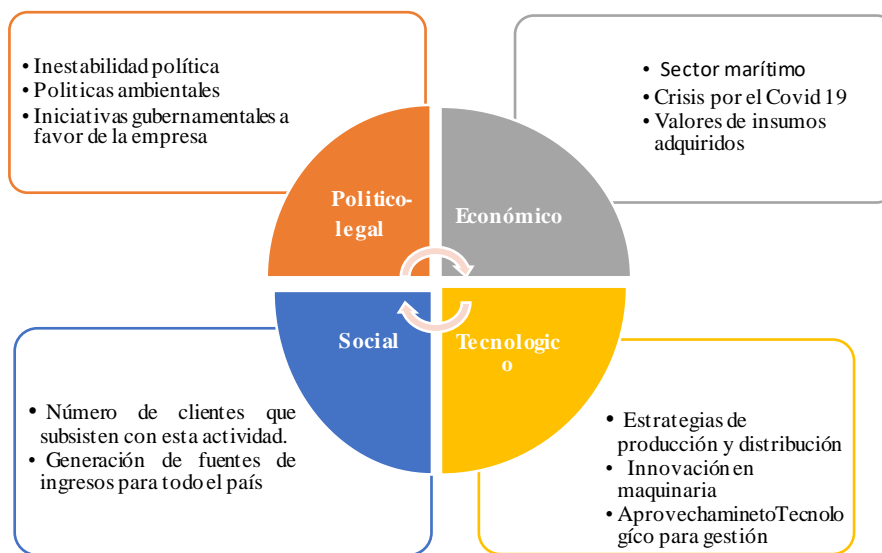 • Inestabilidad política
• Politicas ambientales
• Iniciativas gubernamentales a
favor de la empresa
• Sector marítimo
• Crisis por el Covid 19
• Valores de insumos
adquiridos
Politico-
legal
Económico
Social
Tecnologic
o
• Número de clientes que
subsisten con esta actividad.
• Generación de fuentes de
ingresos para todo el país
• Estrategias de
producción y distribución
• Innovación en
maquinaria
• AprovechaminetoTecnolo
gíco para gestión